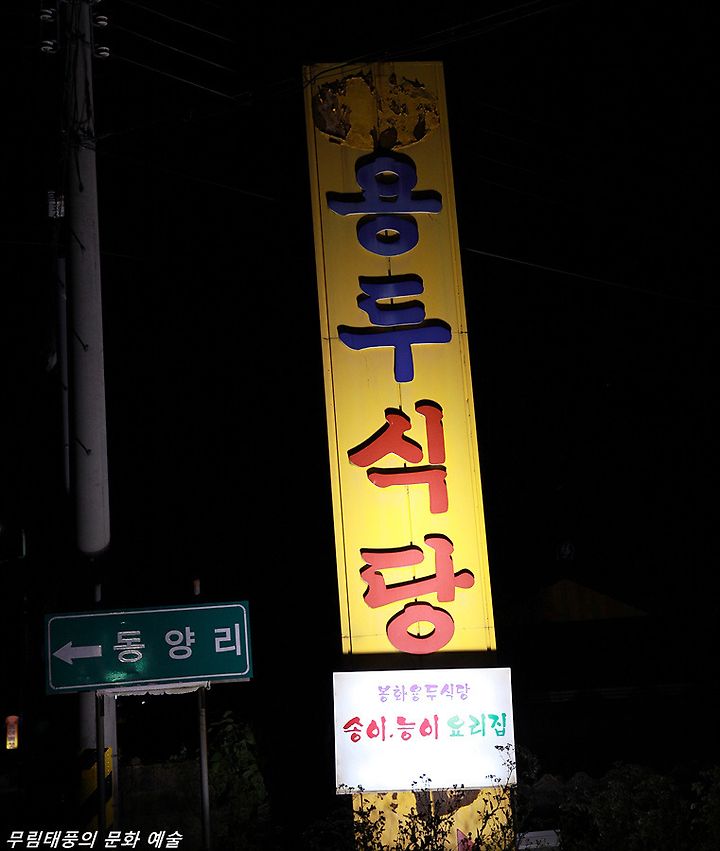 용두식당
동양리
봉화용두식당
송이.능이 요리집
무림태풍의 문화 예술